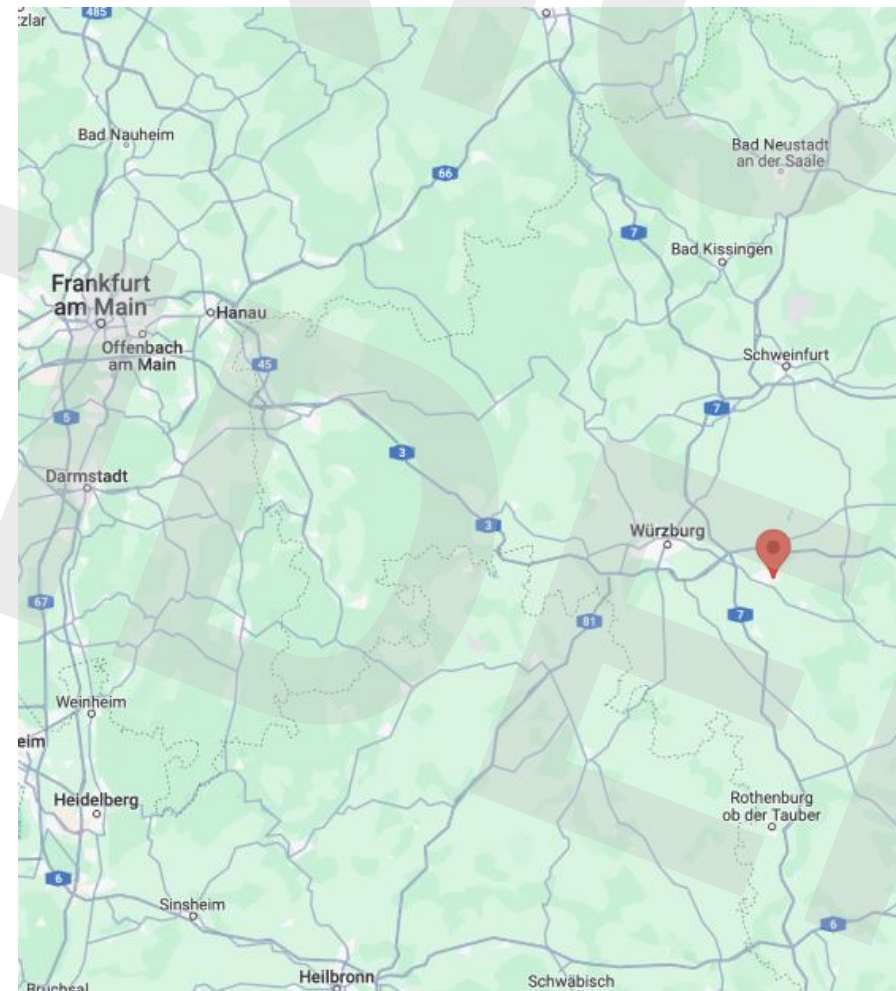 485
tzlar
Bad Nauheim
66
Bad Neustadt
an der Saale
7
Bad Kissingen
Frankfurt
am Main
Hanau
Offenbach
am Main
45
Schweinfurt
5
7
3
Darmstadt
3
Würzburg
67
81
7
Weinheim
eim
Heidelberg
Rothenburg
ob der Tauber
6
Sinsheim
6
Heilbronn
Schwäbisch
Bruchsal